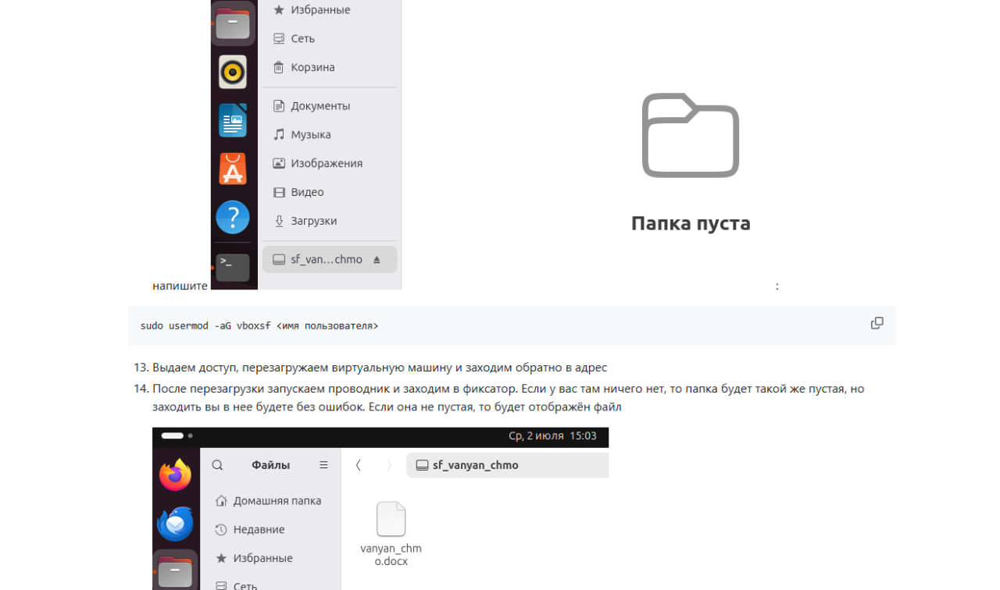 Избранные
Сеть
Корзина
Документы
Музыка
Изображения
Видео
Загрузки
sf_van…chmo
Папка пуста
напишите :
sudo usermod -aG vboxsf <имя пользователя>
13. Выдаем доступ, перезагружаем виртуальную машину и заходим обратно в адрес
14. После перезагрузки запускаем проводник и заходим в фиксатор. Если у вас там ничего нет, то папка будет такой же пустая, но
заходить вы в нее будете без ошибок. Если она не пустая, то будет отображён файл
Ср, 2 июля 15:03
Файлы
sf_vanyan_chmo
Домашняя папка
Недавние
Избранные
Сеть
vanyan_chm
o.docx